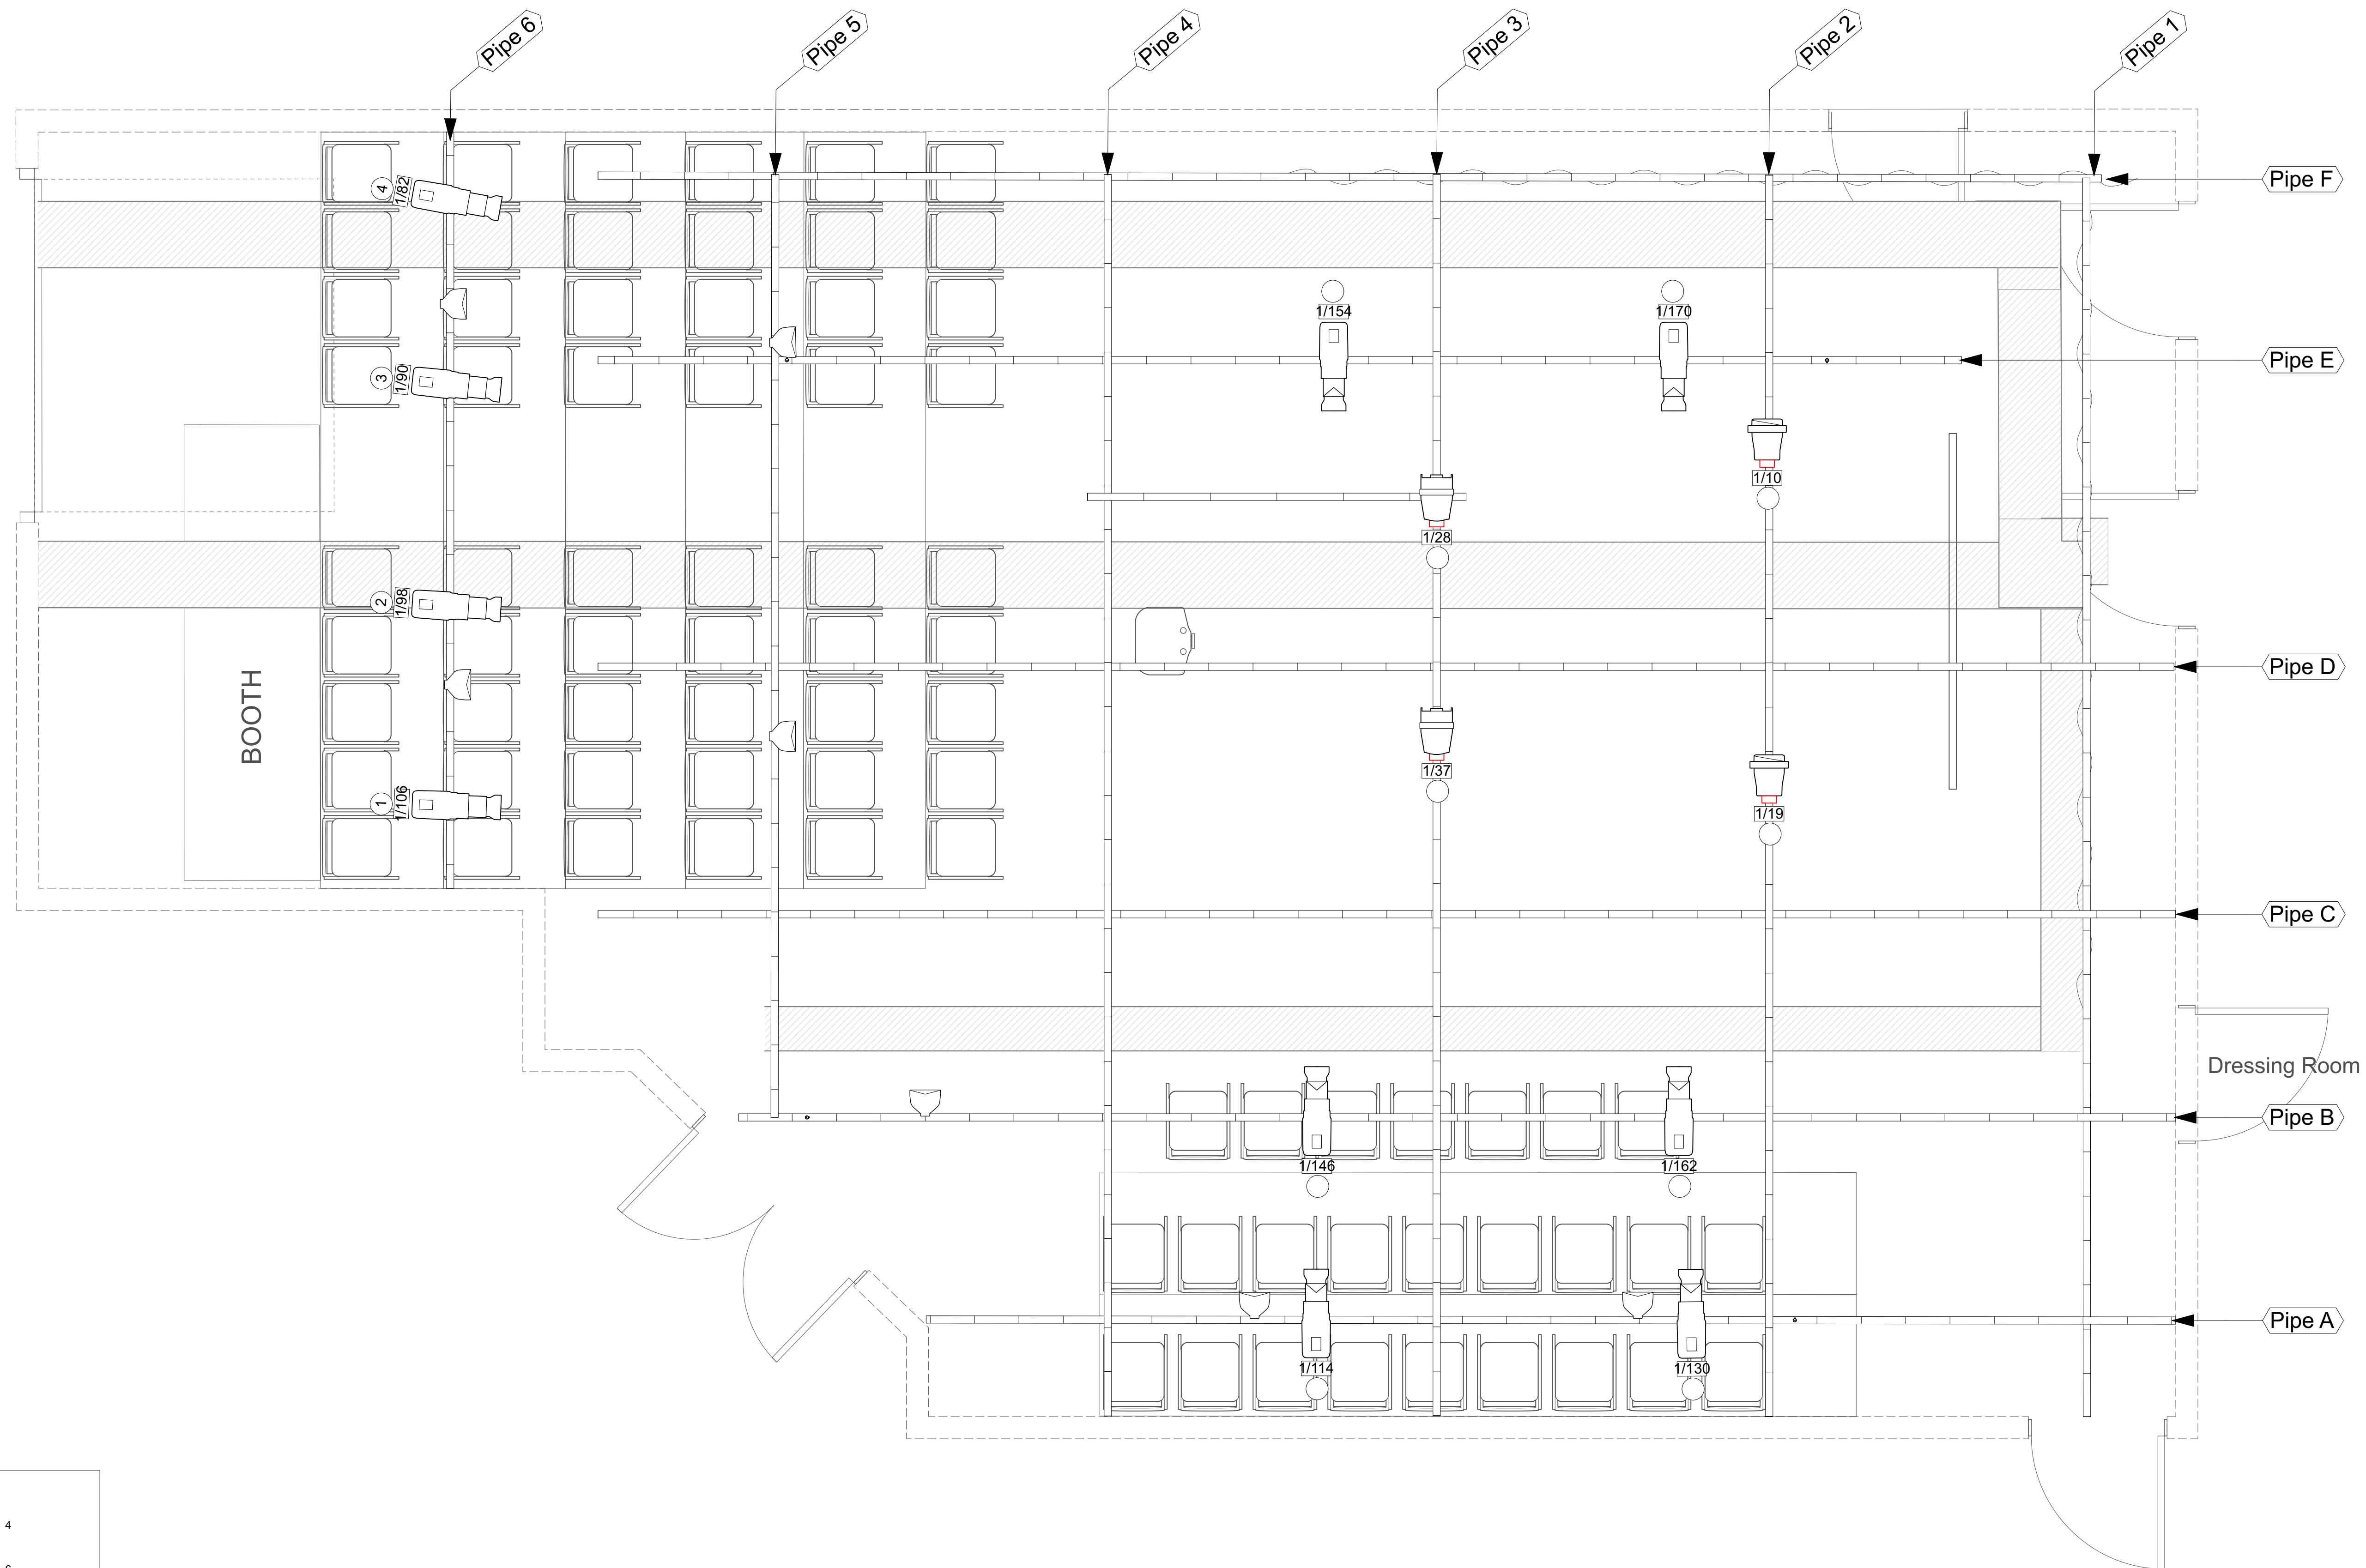 Pipe 6
Pipe 5
Pipe 4
Pipe 3
Pipe 2
Pipe 1
Pipe F
4
1/82
1/154
1/170
Pipe E
3
1/90
1/10
1/28
2
1/98
Pipe D
BOOTH
1/37
1
1/106
1/19
Pipe C
Dressing Room
Pipe B
1/146
1/162
Pipe A
1/114
1/130
4